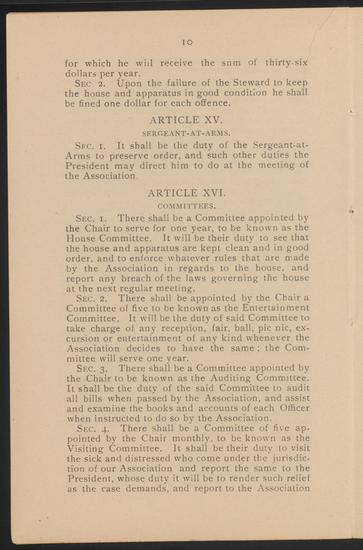 10
for which he will receive the sum of thirty-six
dollars per year.
SEC 2. Upon the failure of the Steward to keep
the house and apparatus in good condition he shall
be fined one dollar for each offence.
ARTICLE XV.
SERGEANT-AT-ARMS.
SEC. 1. It shall be the duty of the Sergeant-at-
Arms to preserve order, and such other duties the
President may direct him to do at the meeting of
the Association.
ARTICLE XVI.
COMMITTEES.
SEC. 1. There shall be a Committee appointed by
the Chair to serve for one year, to be known as the
House Committee. It will be their duty to see that
the house and apparatus are kept clean and in good
order, and to enforce whatever rules that are made
by the Association in regards to the house, and
report any breach of the laws governing the house
at the next regular meeting.
SEC. 2. There shall be appointed by the Chair a
Committee of five to be known as the Entertainment
Committee. It will be the duty of said Committee to
take charge of any reception, fair, ball, pic nic, ex-
cursion or entertainment of any kind whenever the
Association decides to have the same; the Com-
mittee will serve one year.
SEC. 3. There shall be a Committee appointed by
the Chair to be known as the Auditing Committee.
It shall be the duty of the said Committee to audit
all bills when passed by the Association, and assist
and examine the books and accounts of each Officer
when instructed to do so by the Association.
SEC. 4. There shall be a Committee of five ap-
pointed by the Chair monthly, to be known as the
Visiting Committee. It shall be their duty to visit
the sick and distressed who come under the jurisdic-
tion of our Association and report the same to the
President, whose duty it will be to render such relief
as the case demands, and report to the Association